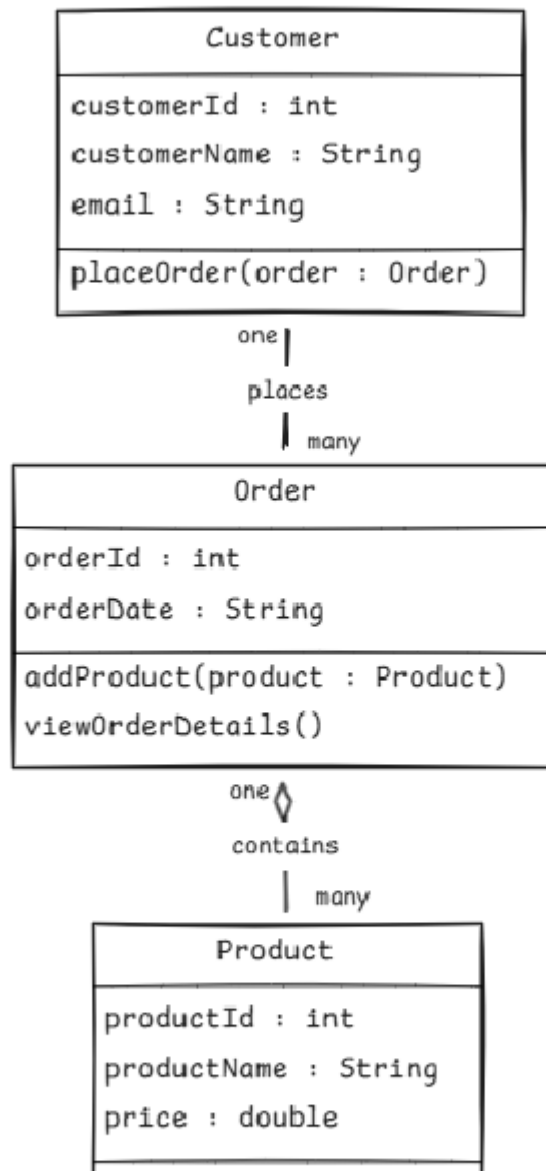 Customer
customerId : int
customerName : String
email : String
placeOrder(order : Order)
one
places
many
Order
orderId : int
orderDate : String
addProduct(product : Product)
viewOrderDetails()
one
contains
many
Product
productId : int
productName : String
price : double